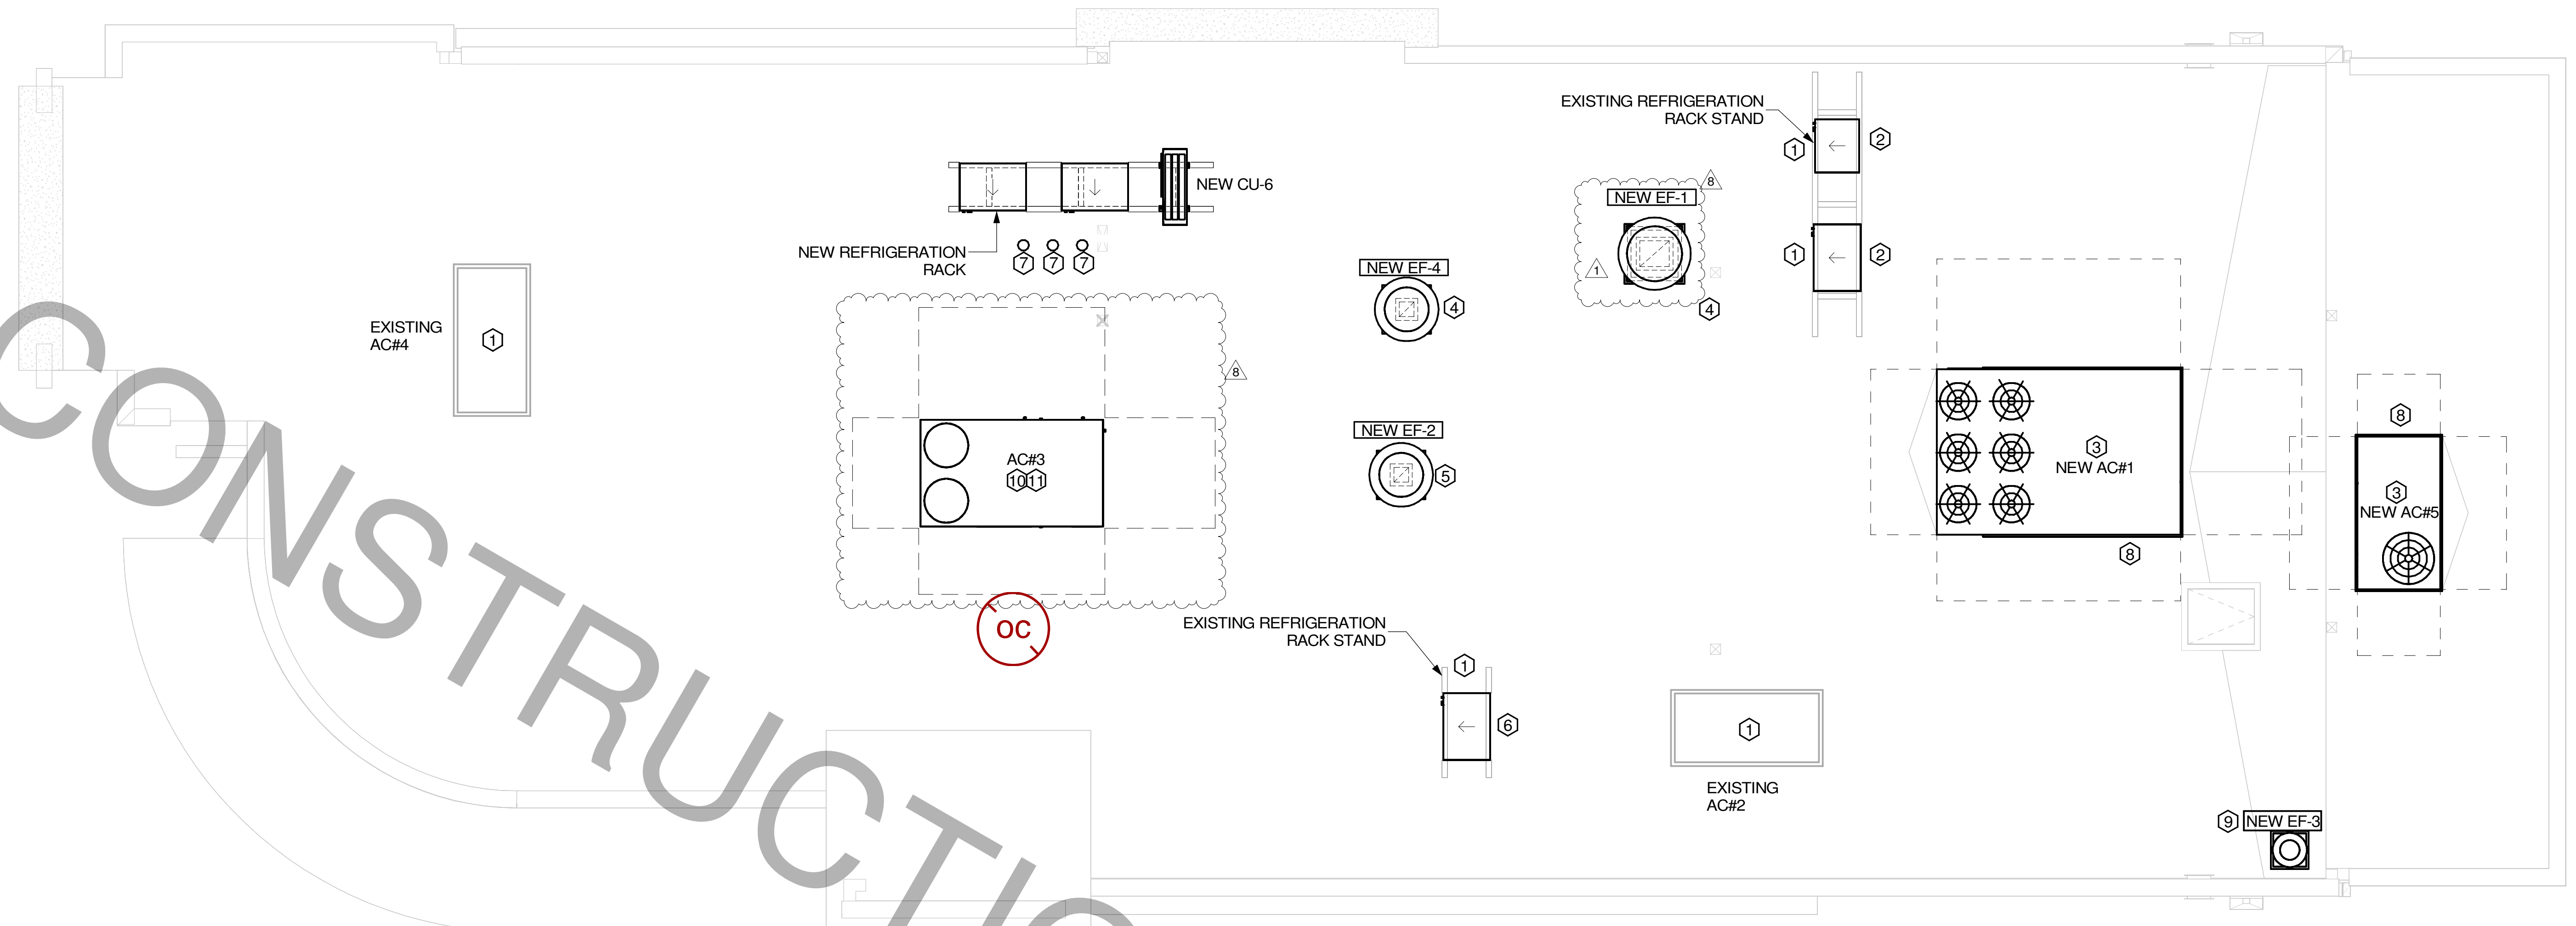 EXISTING REFRIGERATION
RACK STAND
1
2
NEW CU-6
8
NEW EF-1
1
4
1
2
NEW REFRIGERATION
RACK
7
7
7
NEW EF-4
4
EXISTING
AC#4
1
8
AC#3
10
11
NEW EF-2
5
3
NEW AC#1
8
8
3
NEW AC#5
OC
EXISTING REFRIGERATION
RACK STAND
1
6
1
EXISTING
AC#2
9
NEW EF-3
CONSTRUCTIO